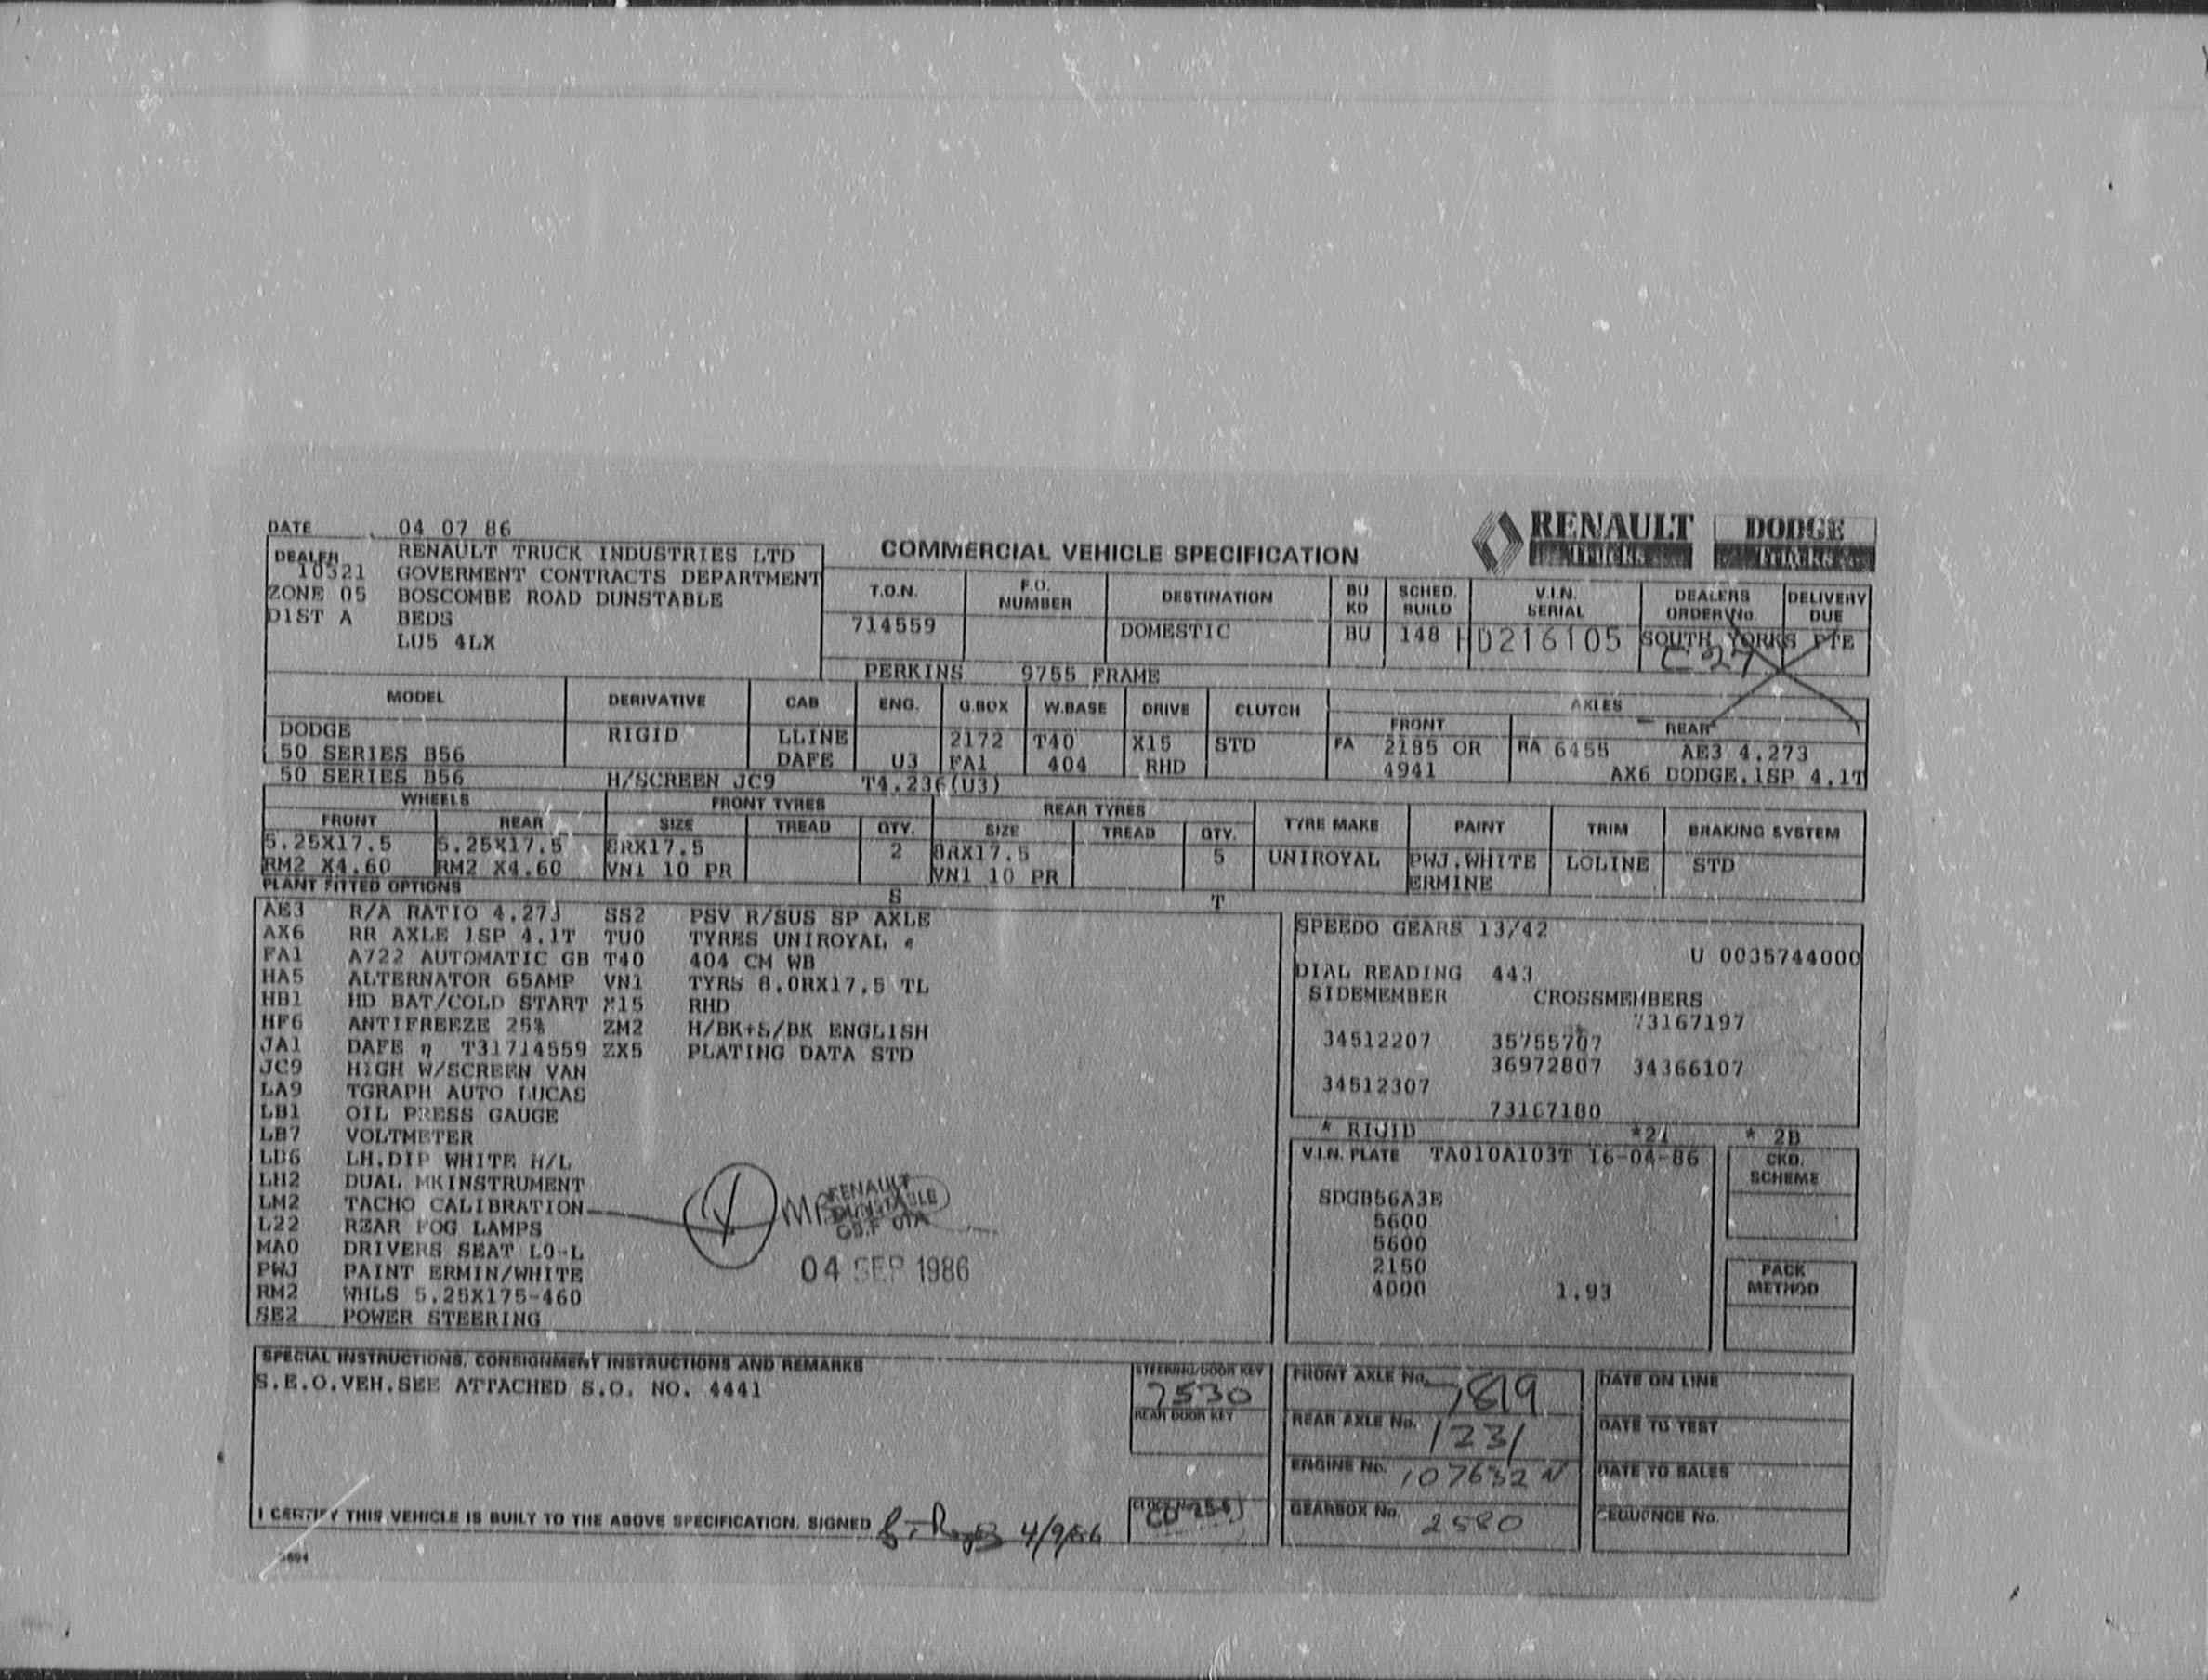 DATE 04 07 86
DEALER RENAULT TRUCK INDUSTRIES LTD
10321 GOVERMENT CONTRACTS DEPARTMENT
ZONE 05 BOSCOMBE ROAD DUNSTABLE
DIST A BEDS
LU5 4LX
COMMERCIAL VEHICLE SPECIFICATION
RENAULT TRUCKS
DODGE TRUCKS
T.O.N. F.O. NUMBER DESTINATION BU KD SCHED. BUILD V.I.N. SERIAL DEALERS ORDER No. DELIVERY DUE
714559 DOMESTIC BU 148 HD216105 SOUTH YORKS PTE
PERKINS 9755 FRAME
MODEL DERIVATIVE CAB ENG. G.BOX W.BASE DRIVE CLUTCH AXLES
FRONT REAR
DODGE RIGID LLINE 2172 T40 X15 STD FA 2185 OR RA 6455 AE3 4.273
50 SERIES B56 DAFE U3 FA1 404 RHD 4941 AX6 DODGE.1SP 4.1T
50 SERIES B56 H/SCREEN JC9 T4.236(U3)
WHEELS FRONT TYRES REAR TYRES TYRE MAKE PAINT TRIM BRAKING SYSTEM
FRONT REAR SIZE TREAD QTY. SIZE TREAD QTY.
5.25X17.5 5.25X17.5 8RX17.5 2 8RX17.5 5 UNIROYAL PWJ.WHITE LOLINE STD
RM2 X4.60 RM2 X4.60 VN1 10 PR VN1 10 PR ERMINE
PLANT FITTED OPTIONS S T
AE3 R/A RATIO 4.273 SS2 PSV R/SUS SP AXLE
AX6 RR AXLE 1SP 4.1T TU0 TYRES UNIROYAL
FA1 A722 AUTOMATIC GB T40 404 CM WB
HA5 ALTERNATOR 65AMP VN1 TYRS 8.0RX17.5 TL
HB1 HD BAT/COLD START X15 RHD
HF6 ANTIFREEZE 25% ZM2 H/BK+S/BK ENGLISH
JA1 DAFE T31714559 ZX5 PLATING DATA STD
JC9 HIGH W/SCREEN VAN
LA9 TGRAPH AUTO LUCAS
LB1 OIL PRESS GAUGE
LB7 VOLTMETER
LD6 LH.DIP WHITE H/L
LH2 DUAL MKINSTRUMENT
LM2 TACHO CALIBRATION
L22 REAR FOG LAMPS
MA0 DRIVERS SEAT LO-L
PWJ PAINT ERMIN/WHITE
RM2 WHLS 5.25X175-460
SE2 POWER STEERING
RENAULT
DUNSTABLE
04 SEP 1986
SPEEDO GEARS 13/42
U 0035744000
DIAL READING 443
SIDEMEMBER CROSSMEMBERS
73167197
34512207 35755707
36972807 34366107
34512307
73167180
* RIGID *21 * 2B
V.I.N. PLATE TA010A103T 16-04-86
SDGB56A3E
5600
5600
2150
4000 1.93
CKD. SCHEME
PACK METHOD
SPECIAL INSTRUCTIONS, CONSIGNMENT INSTRUCTIONS AND REMARKS
S.E.O.VEH.SEE ATTACHED S.O. NO. 4441
STEERING/DOOR KEY 7530
REAR DOOR KEY
FRONT AXLE No. 7819
REAR AXLE No. 1231
ENGINE No. 107632 N
GEARBOX No. 2580
DATE ON LINE
DATE TO TEST
DATE TO SALES
SEQUENCE No.
I CERTIFY THIS VEHICLE IS BUILT TO THE ABOVE SPECIFICATION. SIGNED 4/9/86